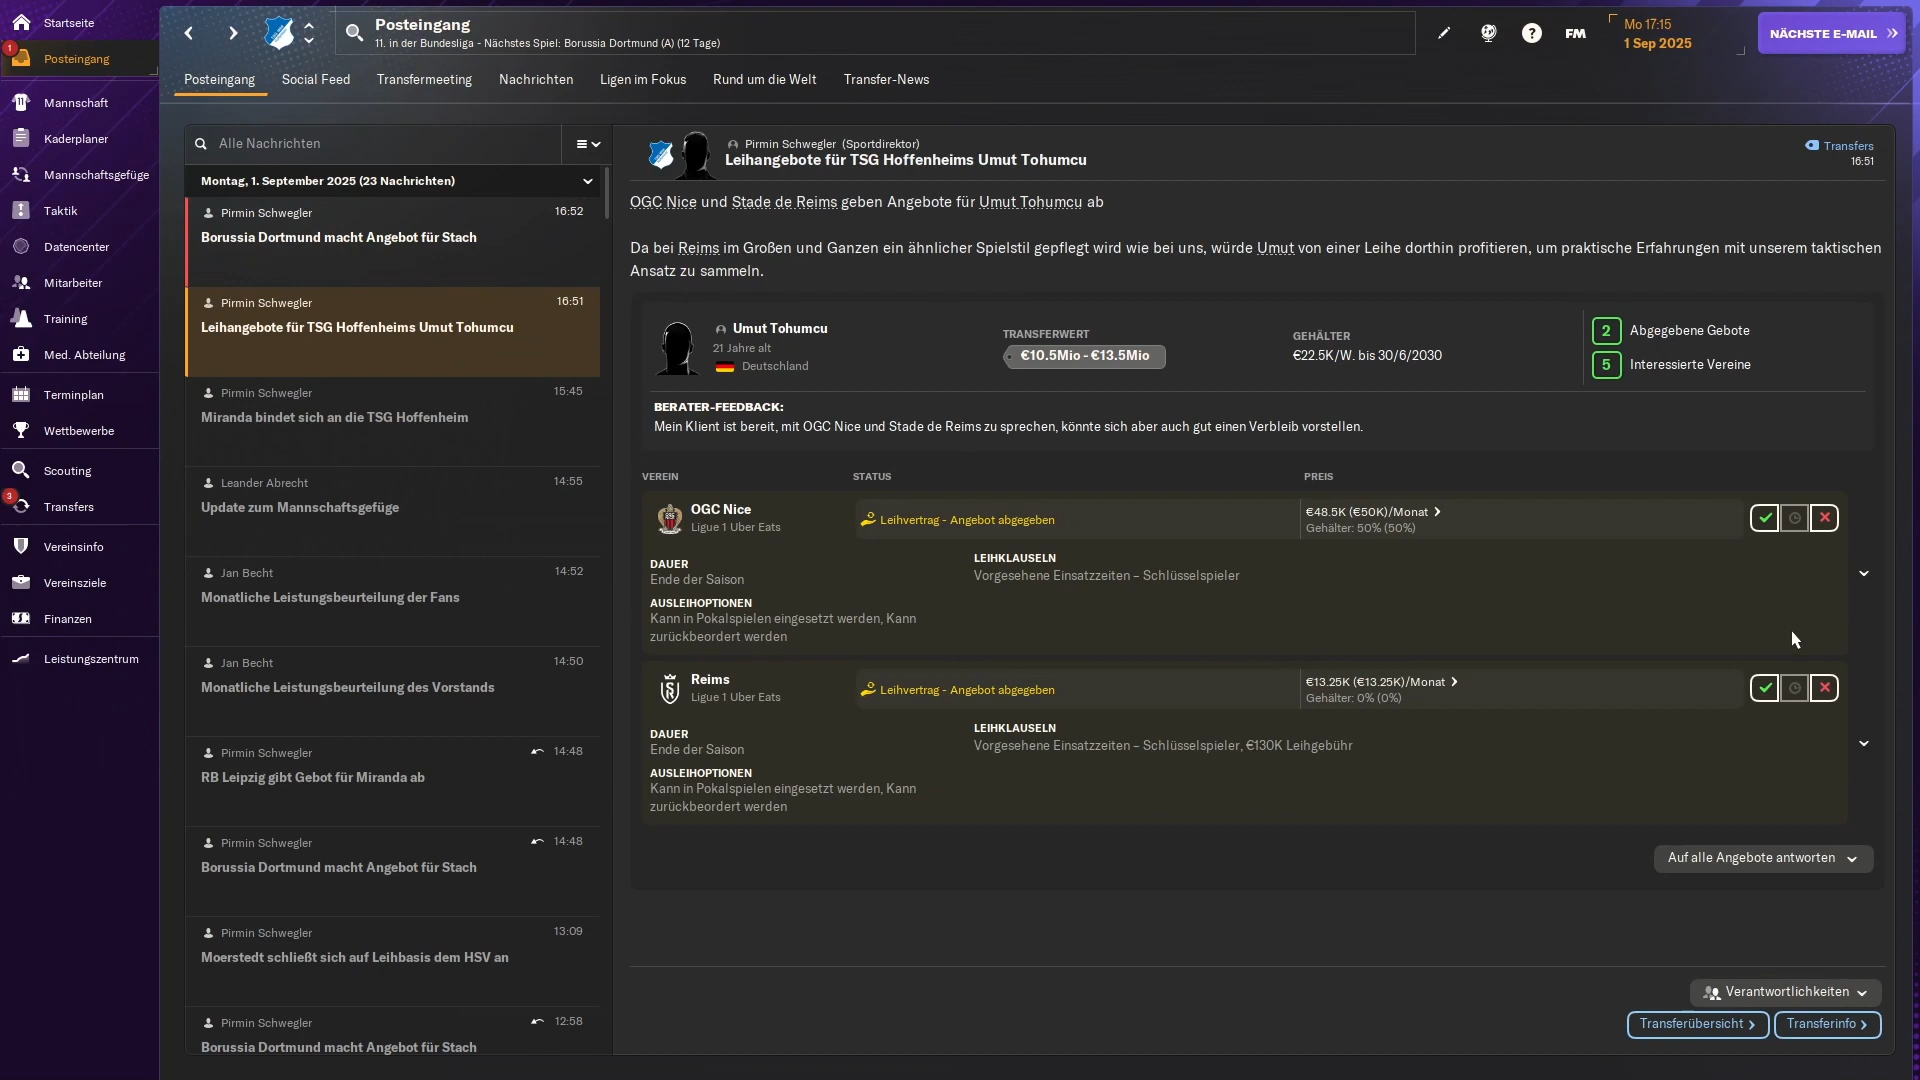 Startseite
1
Posteingang
Mannschaft
Kaderplaner
Mannschaftsgefüge
Taktik
Datencenter
Mitarbeiter
Training
Med. Abteilung
Terminplan
Wettbewerbe
Scouting
3
Transfers
Vereinsinfo
Vereinsziele
Finanzen
Leistungszentrum
Posteingang
11. in der Bundesliga - Nächstes Spiel: Borussia Dortmund (A) (12 Tage)
FM
Mo 17:15
1 Sep 2025
NÄCHSTE E-MAIL
Posteingang
Social Feed
Transfermeeting
Nachrichten
Ligen im Fokus
Rund um die Welt
Transfer-News
Alle Nachrichten
Montag, 1. September 2025 (23 Nachrichten)
Pirmin Schwegler 16:52
Borussia Dortmund macht Angebot für Stach
Pirmin Schwegler 16:51
Leihangebote für TSG Hoffenheims Umut Tohumcu
Pirmin Schwegler 15:45
Miranda bindet sich an die TSG Hoffenheim
Leander Abrecht 14:55
Update zum Mannschaftsgefüge
Jan Becht 14:52
Monatliche Leistungsbeurteilung der Fans
Jan Becht 14:50
Monatliche Leistungsbeurteilung des Vorstands
Pirmin Schwegler 14:48
RB Leipzig gibt Gebot für Miranda ab
Pirmin Schwegler 14:48
Borussia Dortmund macht Angebot für Stach
Pirmin Schwegler 13:09
Moerstedt schließt sich auf Leihbasis dem HSV an
Pirmin Schwegler 12:58
Borussia Dortmund macht Angebot für Stach
Pirmin Schwegler (Sportdirektor)
Leihangebote für TSG Hoffenheims Umut Tohumcu
Transfers
16:51
OGC Nice und Stade de Reims geben Angebote für Umut Tohumcu ab
Da bei Reims im Großen und Ganzen ein ähnlicher Spielstil gepflegt wird wie bei uns, würde Umut von einer Leihe dorthin profitieren, um praktische Erfahrungen mit unserem taktischen
Ansatz zu sammeln.
Umut Tohumcu
21 Jahre alt
Deutschland
TRANSFERWERT
€10.5Mio - €13.5Mio
GEHÄLTER
€22.5K/W. bis 30/6/2030
2 Abgegebene Gebote
5 Interessierte Vereine
BERATER-FEEDBACK:
Mein Klient ist bereit, mit OGC Nice und Stade de Reims zu sprechen, könnte sich aber auch gut einen Verbleib vorstellen.
VEREIN STATUS PREIS
OGC Nice
Ligue 1 Uber Eats
Leihvertrag - Angebot abgegeben
€48.5K (€50K)/Monat
Gehälter: 50% (50%)
DAUER
Ende der Saison
LEIHKLAUSELN
Vorgesehene Einsatzzeiten – Schlüsselspieler
AUSLEIHOPTIONEN
Kann in Pokalspielen eingesetzt werden, Kann
zurückbeordert werden
Reims
Ligue 1 Uber Eats
Leihvertrag - Angebot abgegeben
€13.25K (€13.25K)/Monat
Gehälter: 0% (0%)
DAUER
Ende der Saison
LEIHKLAUSELN
Vorgesehene Einsatzzeiten – Schlüsselspieler, €130K Leihgebühr
AUSLEIHOPTIONEN
Kann in Pokalspielen eingesetzt werden, Kann
zurückbeordert werden
Auf alle Angebote antworten
Verantwortlichkeiten
Transferübersicht
Transferinfo